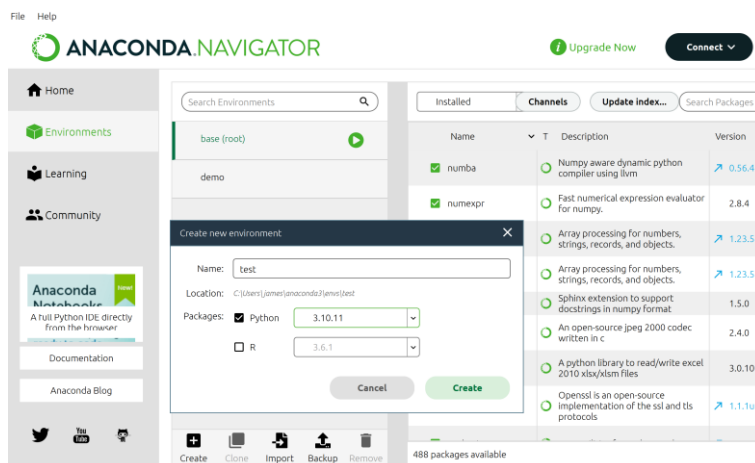 File Help
ANACONDA.NAVIGATOR
i Upgrade Now
Connect
Home
Environments
Learning
Community
Anaconda
Notebooks
New!
A full Python IDE directly
from the browser
Documentation
Anaconda Blog
You
Tube
Search Environments
base (root)
demo
Installed
Channels
Update index...
Search Packages
Name T Description Version
numba
Numpy aware dynamic python
compiler using llvm
0.56.4
numexpr
Fast numerical expression evaluator
for numpy.
2.8.4
Array processing for numbers,
strings, records, and objects.
1.23.5
Array processing for numbers,
strings, records, and objects.
1.23.5
Sphinx extension to support
docstrings in numpy format
1.5.0
An open-source jpeg 2000 codec
written in c
2.4.0
A python library to read/write excel
2010 xlsx/xlsm files
3.0.10
Openssl is an open-source
implementation of the ssl and tls
protocols
1.1.1u
Create new environment
Name: test
Location: C:\Users\james\anaconda3\envs\test
Packages: Python 3.10.11
R 3.6.1
Cancel
Create
Create Clone Import Backup Remove
488 packages available